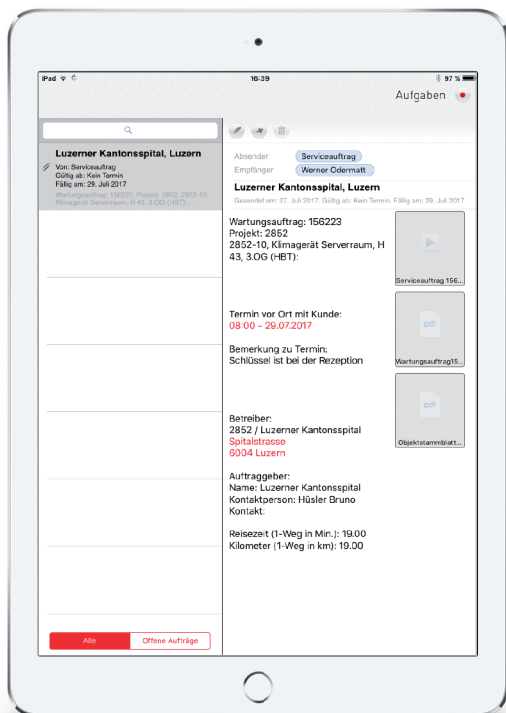 iPad
16:39
97 %
Aufgaben
Luzerner Kantonsspital, Luzern
Von: Serviceauftrag
Gültig ab: Kein Termin
Fällig am: 29. Juli 2017
Wartungsauftrag: 156223, Projekt: 2852, 2852-10,
Klimagerät Serverraum, H 43, 3.OG (HBT):...
Alle
Offene Aufträge
Absender: Serviceauftrag
Empfänger Werner Odermatt
Luzerner Kantonsspital, Luzern
Gesendet am: 27. Juli 2017, Gültig ab: Kein Termin, Fällig am: 29. Juli 2017
Wartungsauftrag: 156223
Projekt: 2852
2852-10, Klimagerät Serverraum, H
43, 3.OG (HBT):
Termin vor Ort mit Kunde:
08:00 - 29.07.2017
Bemerkung zu Termin:
Schlüssel ist bei der Rezeption
Betreiber:
2852 / Luzerner Kantonsspital
Spitalstrasse
6004 Luzern
Auftraggeber:
Name: Luzerner Kantonsspital
Kontaktperson: Hüsler Bruno
Kontakt:
Reisezeit (1-Weg in Min.): 19.00
Kilometer (1-Weg in km): 19.00
Serviceauftrag 156...
pdf
Wartungsauftrag15...
pdf
Objektstammblatt...